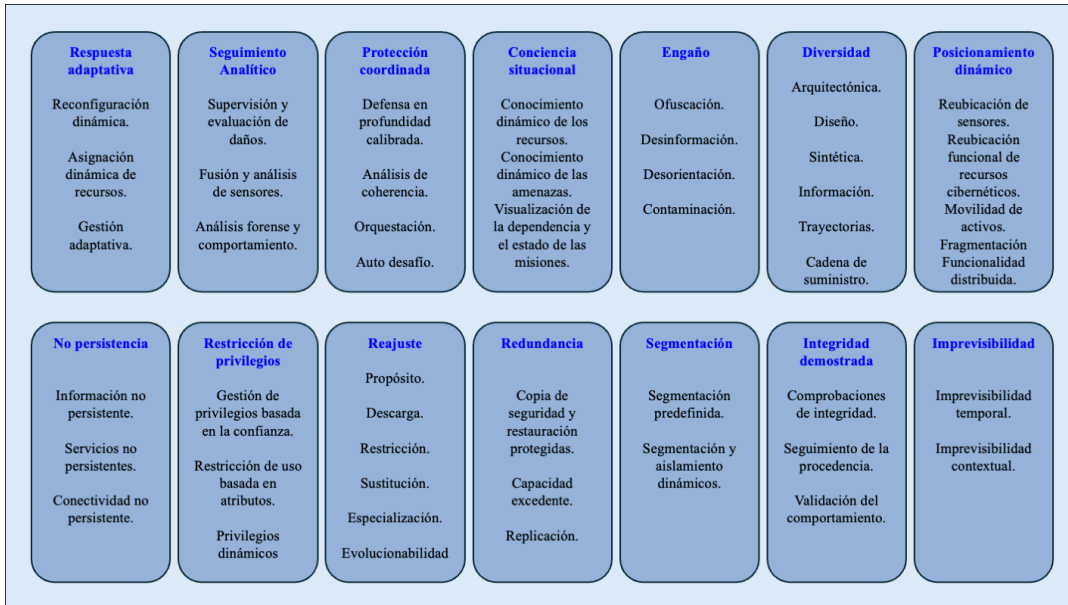 Respuesta
adaptativa
Reconfiguración
dinámica.
Asignación
dinámica de
recursos.
Gestión
adaptativa.
Seguimiento
Analítico
Supervisión y
evaluación de
daños.
Fusión y análisis
de sensores.
Análisis forense y
comportamiento.
Protección
coordinada
Defensa en
profundidad
calibrada.
Análisis de
coherencia.
Orquestación.
Auto desafío.
Conciencia
situacional
Conocimiento
dinámico de los
recursos.
Conocimiento
dinámico de las
amenazas.
Visualización de
la dependencia y
el estado de las
misiones.
Engaño
Ofuscación.
Desinformación.
Desorientación.
Contaminación.
Diversidad
Arquitectónica.
Diseño.
Sintética.
Información.
Trayectorias.
Cadena de
suministro.
Posicionamiento
dinámico
Reubicación de
sensores.
Reubicación
funcional de
recursos
cibernéticos.
Movilidad de
activos.
Fragmentación
Funcionalidad
distribuida.
No persistencia
Información no
persistente.
Servicios no
persistentes.
Conectividad no
persistente.
Restricción de
privilegios
Gestión de
privilegios basada
en la confianza.
Restricción de uso
basada en
atributos.
Privilegios
dinámicos
Reajuste
Propósito.
Descarga.
Restricción.
Sustitución.
Especialización.
Evolucionabilidad
Redundancia
Copia de
seguridad y
restauración
protegidas.
Capacidad
excedente.
Replicación.
Segmentación
Segmentación
predefinida.
Segmentación y
aislamiento
dinámicos.
Integridad
demostrada
Comprobaciones
de integridad.
Seguimiento de la
procedencia.
Validación del
comportamiento.
Imprevisibilidad
Imprevisibilidad
temporal.
Imprevisibilidad
contextual.